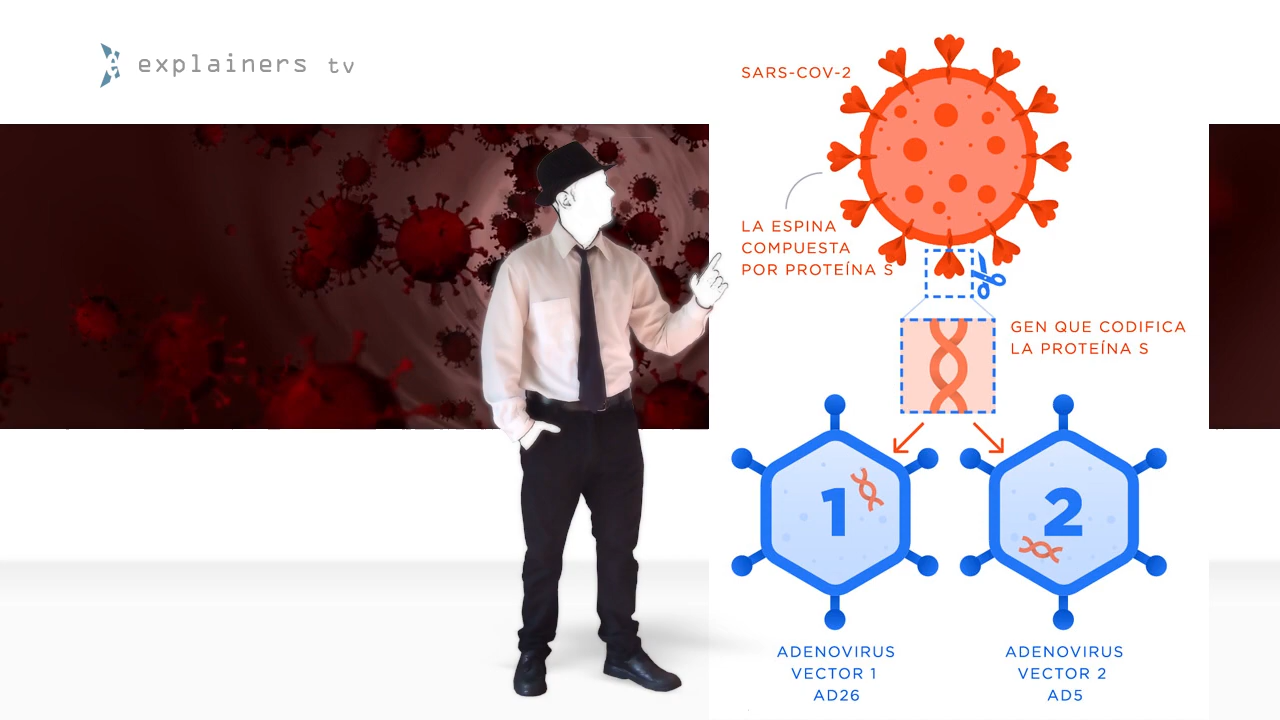 explainers tv
SARS-COV-2
LA ESPINA
COMPUESTA
POR PROTEÍNA S
GEN QUE CODIFICA
LA PROTEÍNA S
1
2
ADENOVIRUS
VECTOR 1
AD26
ADENOVIRUS
VECTOR 2
AD5